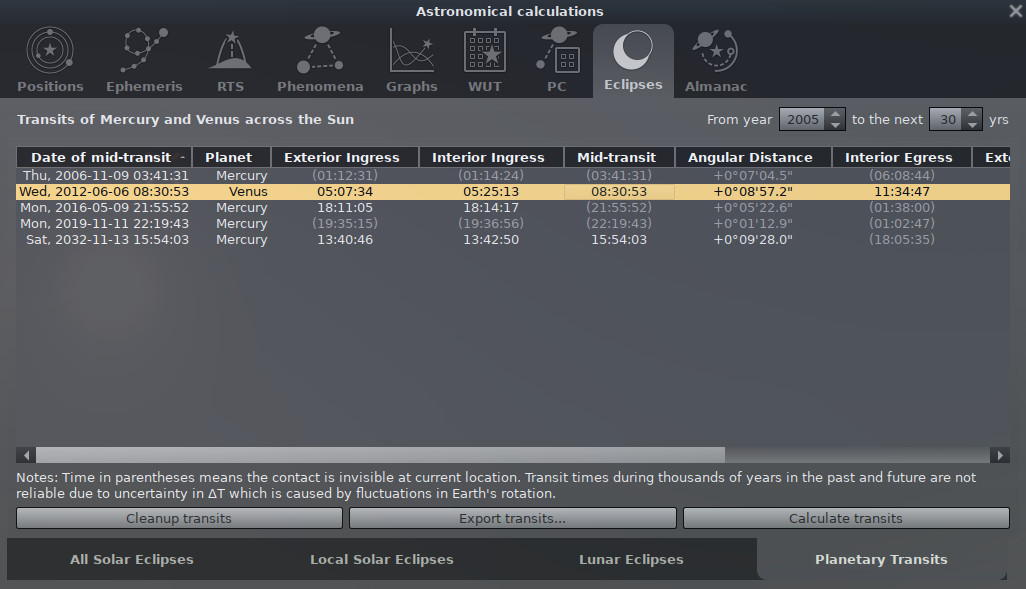 Astronomical calculations
Positions Ephemeris RTS Phenomena Graphs WUT PC Eclipses Almanac
Transits of Mercury and Venus across the Sun From year 2005 to the next 30 yrs
Date of mid-transit Planet Exterior Ingress Interior Ingress Mid-transit Angular Distance Interior Egress Exte
Thu, 2006-11-09 03:41:31 Mercury (01:12:31) (01:14:24) (03:41:31) +0°07'04.5" (06:08:44)
Wed, 2012-06-06 08:30:53 Venus 05:07:34 05:25:13 08:30:53 +0°08'57.2" 11:34:47
Mon, 2016-05-09 21:55:52 Mercury 18:11:05 18:14:17 (21:55:52) +0°05'22.6" (01:38:00)
Mon, 2019-11-11 22:19:43 Mercury (19:35:15) (19:36:56) (22:19:43) +0°01'12.9" (01:02:47)
Sat, 2032-11-13 15:54:03 Mercury 13:40:46 13:42:50 15:54:03 +0°09'28.0" (18:05:35)
Notes: Time in parentheses means the contact is invisible at current location. Transit times during thousands of years in the past and future are not
reliable due to uncertainty in ΔT which is caused by fluctuations in Earth's rotation.
Cleanup transits Export transits... Calculate transits
All Solar Eclipses Local Solar Eclipses Lunar Eclipses Planetary Transits